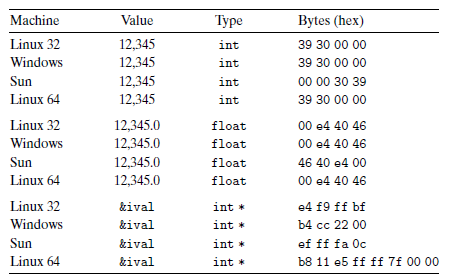 Machine Value Type Bytes (hex)
Linux 32 12,345 int 39 30 00 00
Windows 12,345 int 39 30 00 00
Sun 12,345 int 00 00 30 39
Linux 64 12,345 int 39 30 00 00
Linux 32 12,345.0 float 00 e4 40 46
Windows 12,345.0 float 00 e4 40 46
Sun 12,345.0 float 46 40 e4 00
Linux 64 12,345.0 float 00 e4 40 46
Linux 32 &ival int * e4 f9 ff bf
Windows &ival int * b4 cc 22 00
Sun &ival int * ef ff fa 0c
Linux 64 &ival int * b8 11 e5 ff ff 7f 00 00